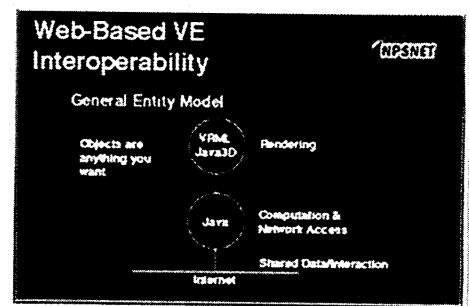 Web-Based VE
Interoperability
NPSNET
General Entity Model
Objects are
anything you
want
VRML
Java3D
Rendering
Java
Computation &
Network Access
Shared Data/Interaction
Internet